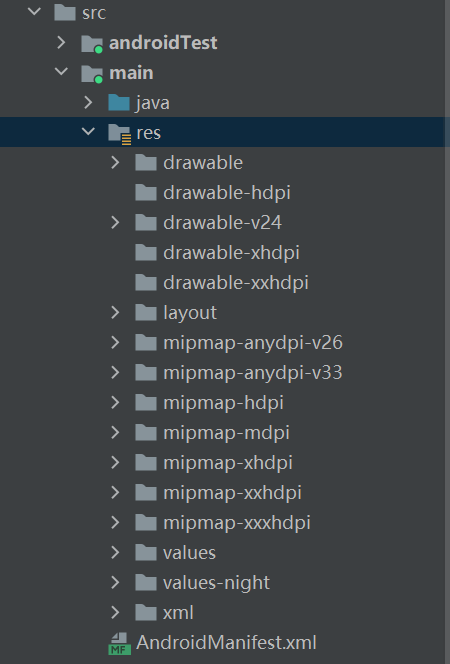 src
androidTest
main
java
res
drawable
drawable-hdpi
drawable-v24
drawable-xhdpi
drawable-xxhdpi
layout
mipmap-anydpi-v26
mipmap-anydpi-v33
mipmap-hdpi
mipmap-mdpi
mipmap-xhdpi
mipmap-xxhdpi
mipmap-xxxhdpi
values
values-night
xml
MF AndroidManifest.xml